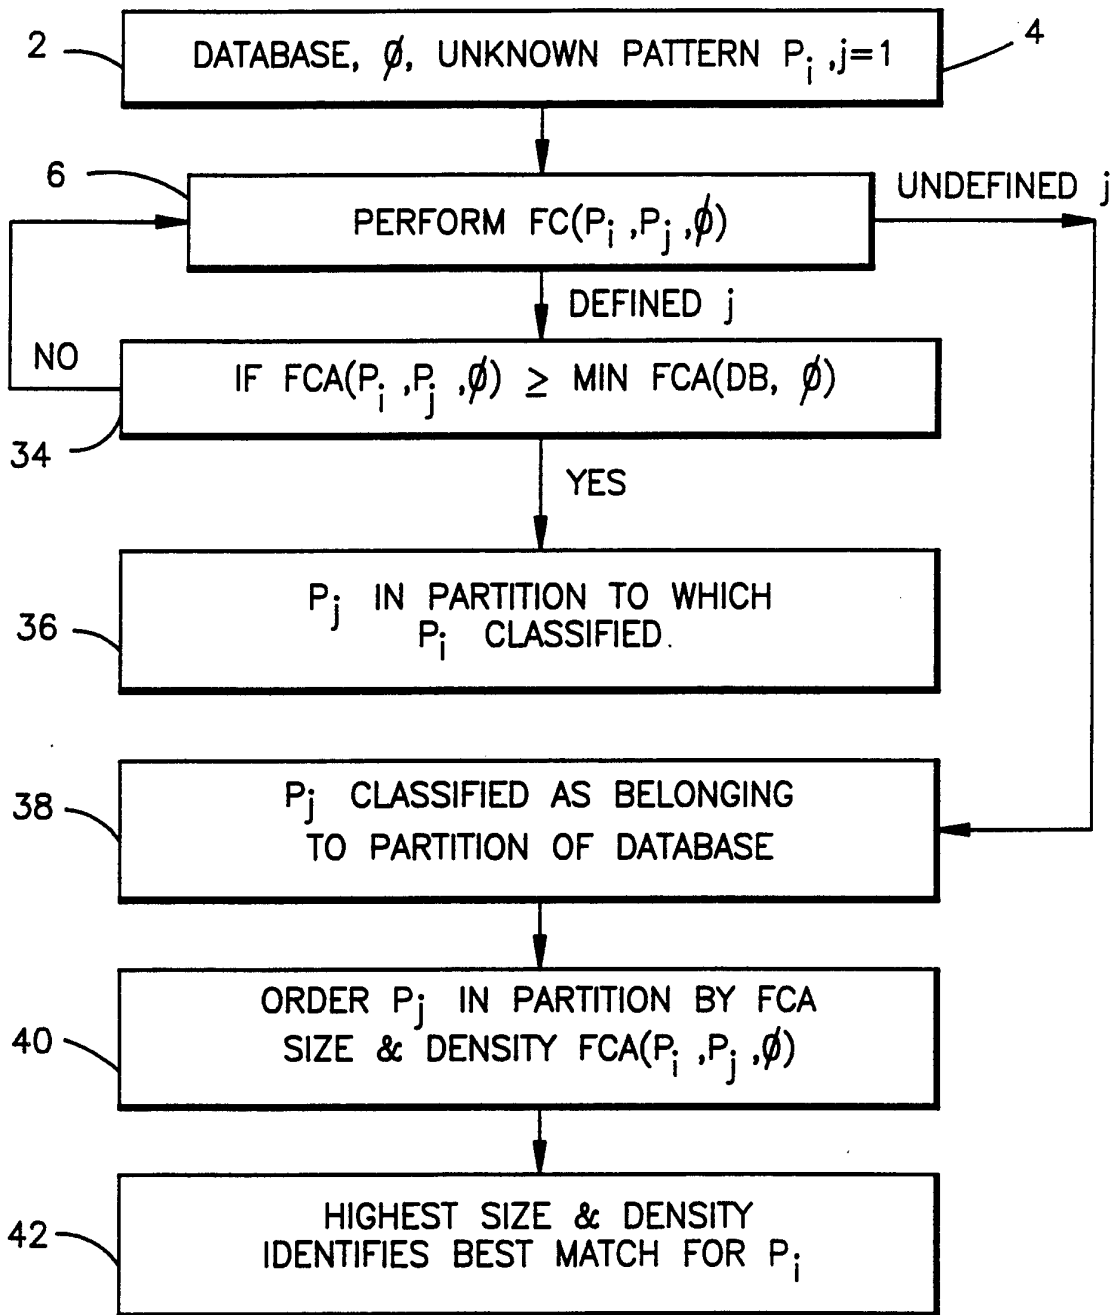 2
DATABASE, ∅, UNKNOWN PATTERN Pi ,j=1
4
6
PERFORM FC(Pi ,Pj ,∅)
UNDEFINED j
DEFINED j
NO
IF FCA(Pi ,Pj ,∅) ≥ MIN FCA(DB, ∅)
34
YES
Pj IN PARTITION TO WHICH
Pi CLASSIFIED.
36
Pj CLASSIFIED AS BELONGING
TO PARTITION OF DATABASE
38
ORDER Pj IN PARTITION BY FCA
SIZE & DENSITY FCA(Pi ,Pj ,∅)
40
HIGHEST SIZE & DENSITY
IDENTIFIES BEST MATCH FOR Pi
42